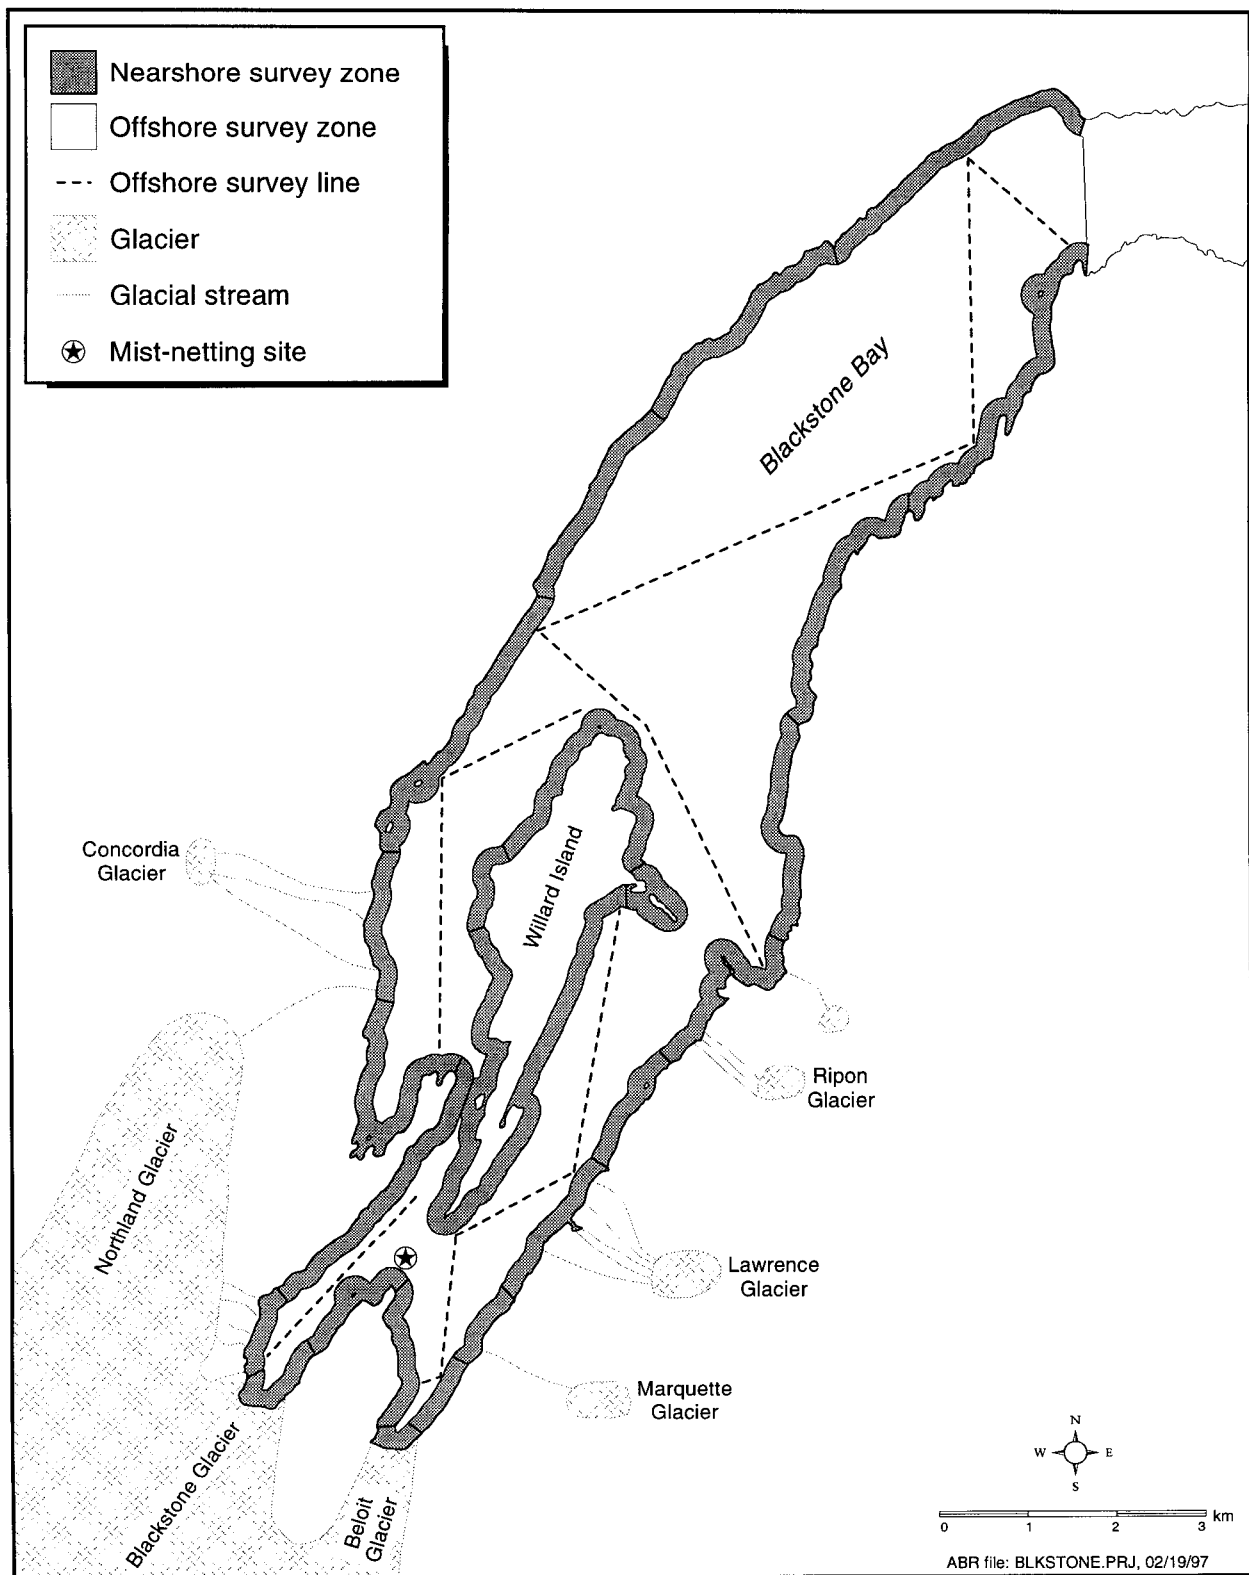 Nearshore survey zone
Offshore survey zone
Offshore survey line
Glacier
Glacial stream
Mist-netting site
Blackstone Bay
Willard Island
Concordia
Glacier
Ripon
Glacier
Northland Glacier
Lawrence
Glacier
Marquette
Glacier
Blackstone Glacier
Beloit
Glacier
N
W
E
S
0
1
2
3
km
ABR file: BLKSTONE.PRJ, 02/19/97